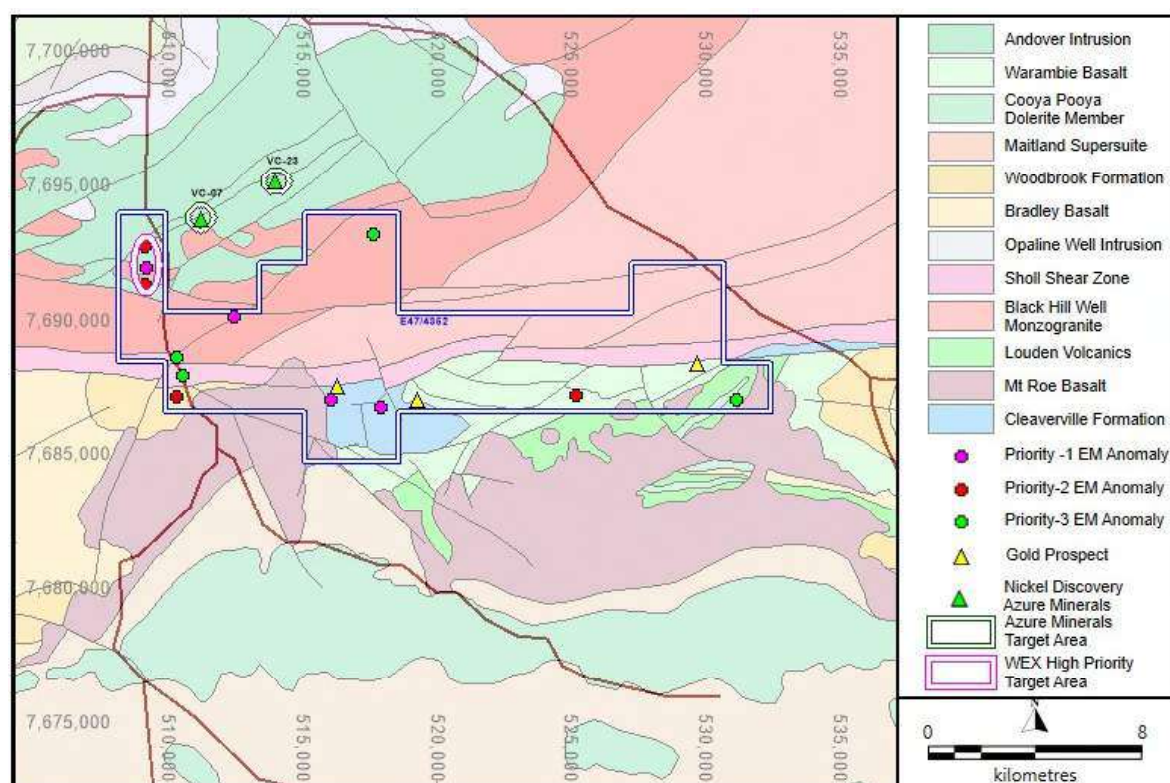 7,700,000
510,000
515,000
520,000
525,000
530,000
535,000
7,695,000
VC-23
VC-07
7,690,000
E47/4352
7,685,000
7,680,000
7,675,000
510,000
515,000
520,000
525,000
530,000
535,000
Andover Intrusion
Warambie Basalt
Cooya Pooya
Dolerite Member
Maitland Supersuite
Woodbrook Formation
Bradley Basalt
Opaline Well Intrusion
Sholl Shear Zone
Black Hill Well
Monzogranite
Louden Volcanics
Mt Roe Basalt
Cleaverville Formation
Priority -1 EM Anomaly
Priority-2 EM Anomaly
Priority-3 EM Anomaly
Gold Prospect
Nickel Discovery
Azure Minerals
Azure Minerals
Target Area
WEX High Priority
Target Area
N
0 8
kilometres